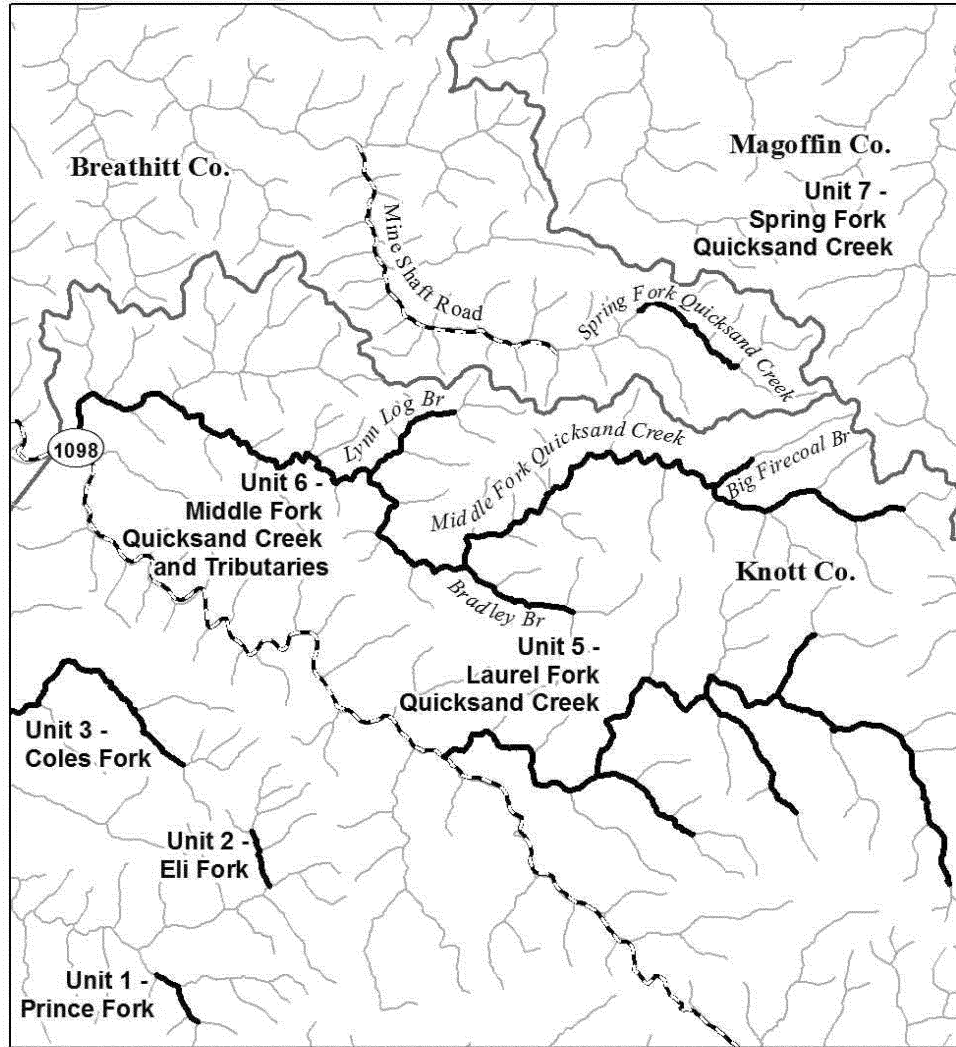 Breathitt Co.
Magoffin Co.
Unit 7 -
Spring Fork
Quicksand Creek
Mine Shaft Road
Spring Fork Quicksand Creek
Lynn Log Br
Middle Fork Quicksand Creek
Big Firecoal Br
1098
Unit 6 -
Middle Fork
Quicksand Creek
and Tributaries
Knott Co.
Bradley Br
Unit 5 -
Laurel Fork
Quicksand Creek
Unit 3 -
Coles Fork
Unit 2 -
Eli Fork
Unit 1 -
Prince Fork